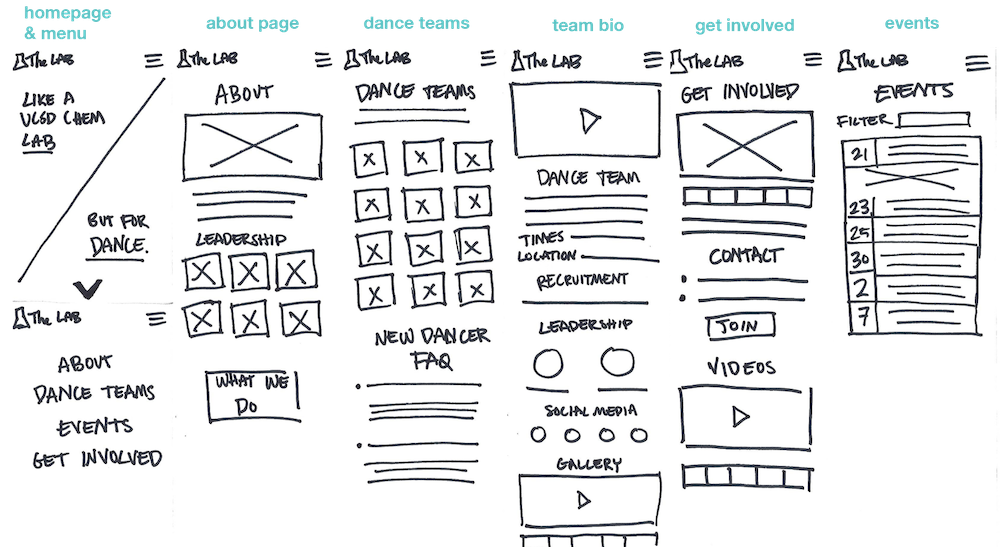 homepage
& menu
The LAB
LIKE A
UCSD CHEM
LAB
BUT FOR
DANCE.
The LAB
ABOUT
DANCE TEAMS
EVENTS
GET INVOLVED
about page
The LAB
ABOUT
LEADERSHIP
WHAT WE
DO
dance teams
The LAB
DANCE TEAMS
NEW DANCER
FAQ
team bio
The LAB
DANCE TEAM
TIMES
LOCATION
RECRUITMENT
LEADERSHIP
SOCIAL MEDIA
GALLERY
get involved
The LAB
GET INVOLVED
CONTACT
JOIN
VIDEOS
events
The LAB
EVENTS
FILTER
21
23
25
30
2
7